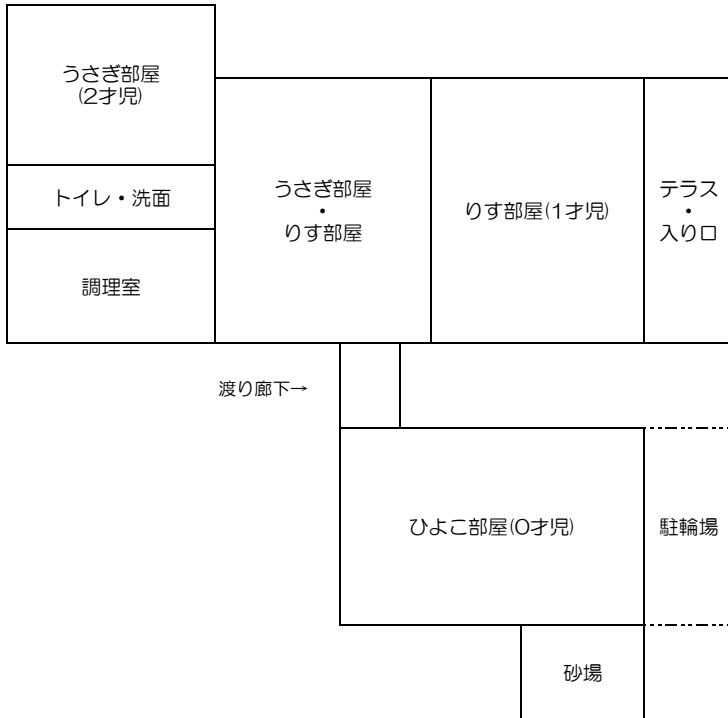 うさぎ部屋
(2才児)
トイレ・洗面
調理室
うさぎ部屋
・
りす部屋
りす部屋(1才児)
テラス
・
入り口
渡り廊下→
ひよこ部屋(0才児)
駐輪場
砂場